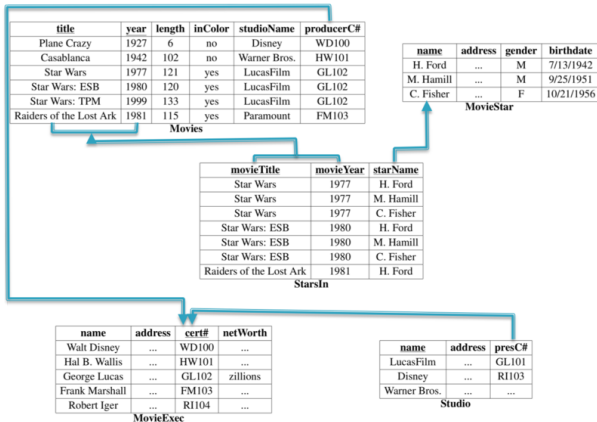 title year length inColor studioName producerC#
Plane Crazy 1927 6 no Disney WD100
Casablanca 1942 102 no Warner Bros. HW101
Star Wars 1977 121 yes LucasFilm GL102
Star Wars: ESB 1980 120 yes LucasFilm GL102
Star Wars: TPM 1999 133 yes LucasFilm GL102
Raiders of the Lost Ark 1981 115 yes Paramount FM103
Movies
name address gender birthdate
H. Ford ... M 7/13/1942
M. Hamill ... M 9/25/1951
C. Fisher ... F 10/21/1956
MovieStar
movieTitle movieYear starName
Star Wars 1977 H. Ford
Star Wars 1977 M. Hamill
Star Wars 1977 C. Fisher
Star Wars: ESB 1980 H. Ford
Star Wars: ESB 1980 M. Hamill
Star Wars: ESB 1980 C. Fisher
Raiders of the Lost Ark 1981 H. Ford
StarsIn
name address cert# netWorth
Walt Disney ... WD100 ...
Hal B. Wallis ... HW101 ...
George Lucas ... GL102 zillions
Frank Marshall ... FM103 ...
Robert Iger ... RI104 ...
MovieExec
name address presC#
LucasFilm ... GL101
Disney ... RI103
Warner Bros. ... ...
Studio